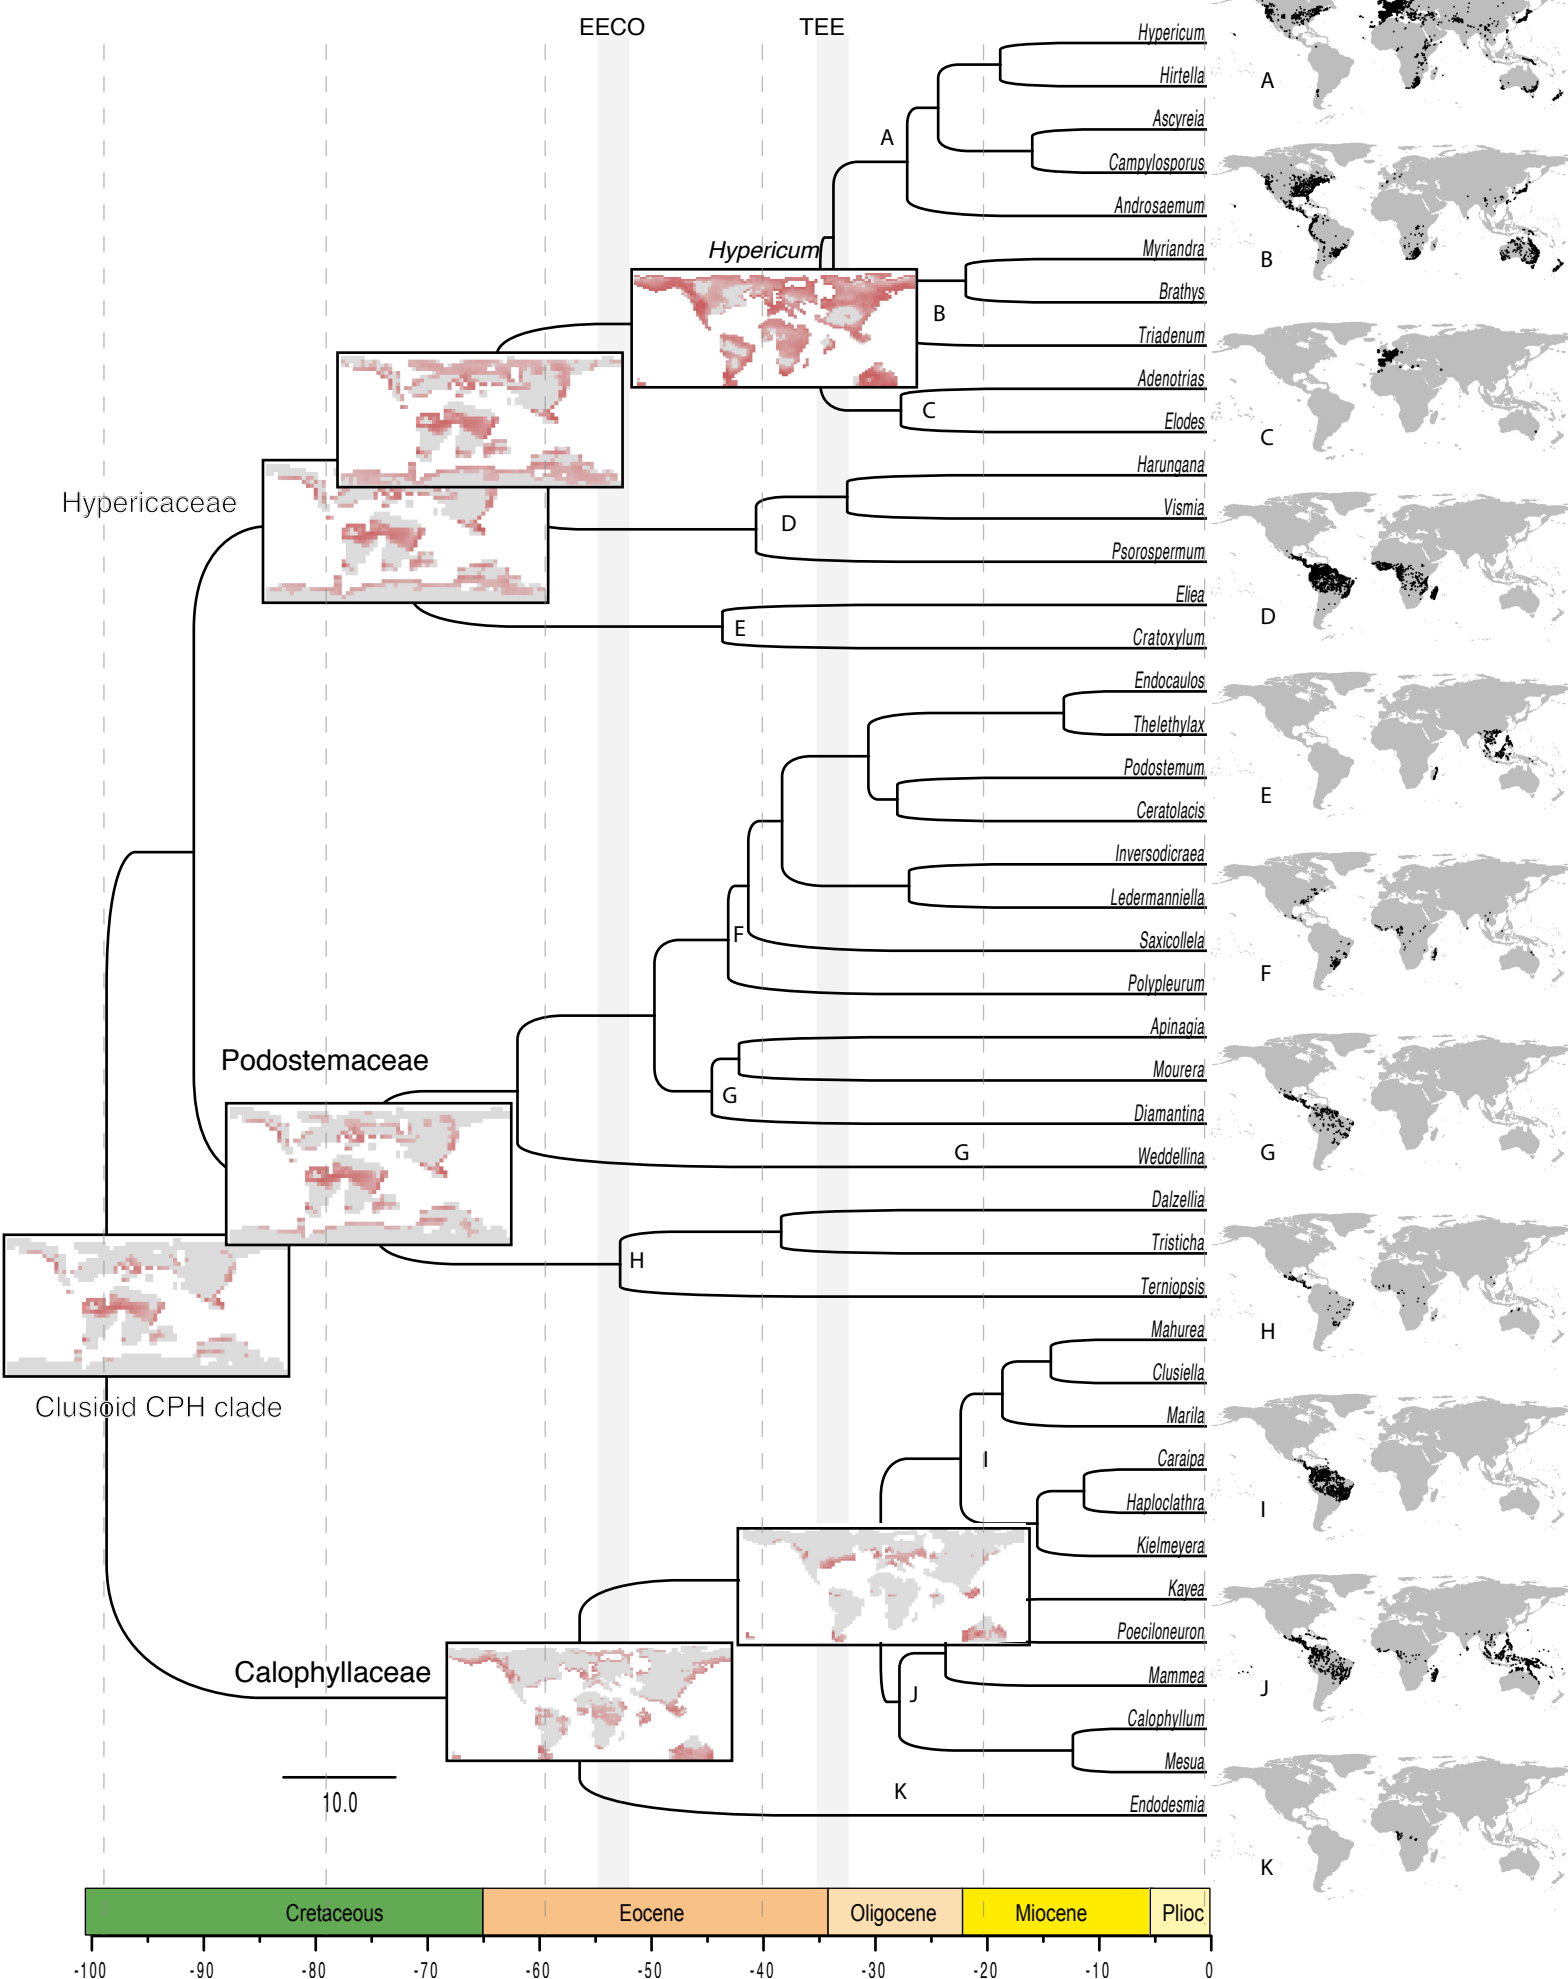 EECO
TEE
Hypericum
Hirtella
A
Ascyreia
A
Campylosporus
Androsaemum
Myriandra
Hypericum
B
Brathys
B
Triadenum
Adenotrias
C
Elodes
C
Harungana
Hypericaceae
Vismia
D
Psorospermum
Eliea
D
E
Cratoxylum
Endocaulos
Thelethylax
Podostemum
E
Ceratolacis
Inversodicraea
Ledermanniella
F
Saxicollela
F
Polypleurum
Apinagia
Podostemaceae
Mourera
G
Diamantina
G
Weddellina
G
Dalzellia
Tristicha
H
Terniopsis
Mahurea
H
Clusiella
Clusioid CPH clade
Marila
I
Caraipa
Haploclathra
I
Kielmeyera
Kayea
Poeciloneuron
Calophyllaceae
Mammea
J
J
Calophyllum
Mesua
K
10.0
Endodesmia
K
Cretaceous
Eocene
Oligocene
Miocene
Plioc
-100
-90
-80
-70
-60
-50
-40
-30
-20
-10
0